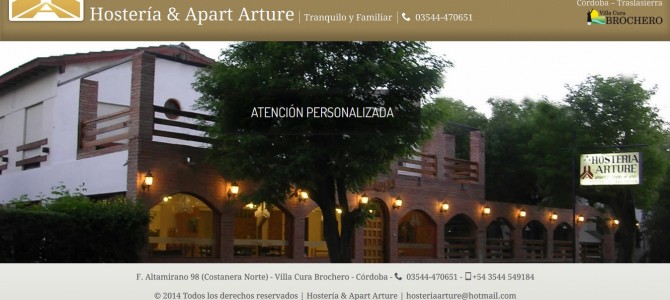 Hostería & Apart Arture | Tranquilo y Familiar | 03544-470651
Córdoba – Traslasierra
Villa Cura
BROCHERO
ATENCIÓN PERSONALIZADA
HOSTERIA
ARTURE
F. Altamirano 98 (Costanera Norte) - Villa Cura Brochero - Córdoba - 03544-470651 - +54 3544 549184
© 2014 Todos los derechos reservados | Hostería & Apart Arture | hosteriaarture@hotmail.com